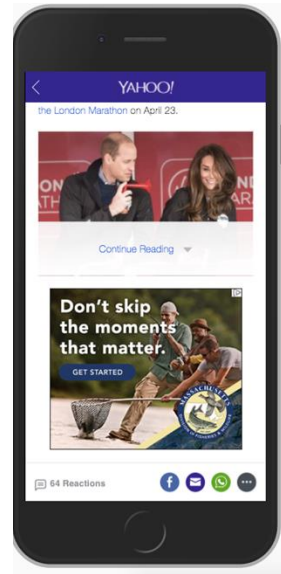 YAHOO!
the London Marathon on April 23.
Continue Reading
Don't skip
the moments
that matter.
GET STARTED
MASSACHUSETTS
64 Reactions